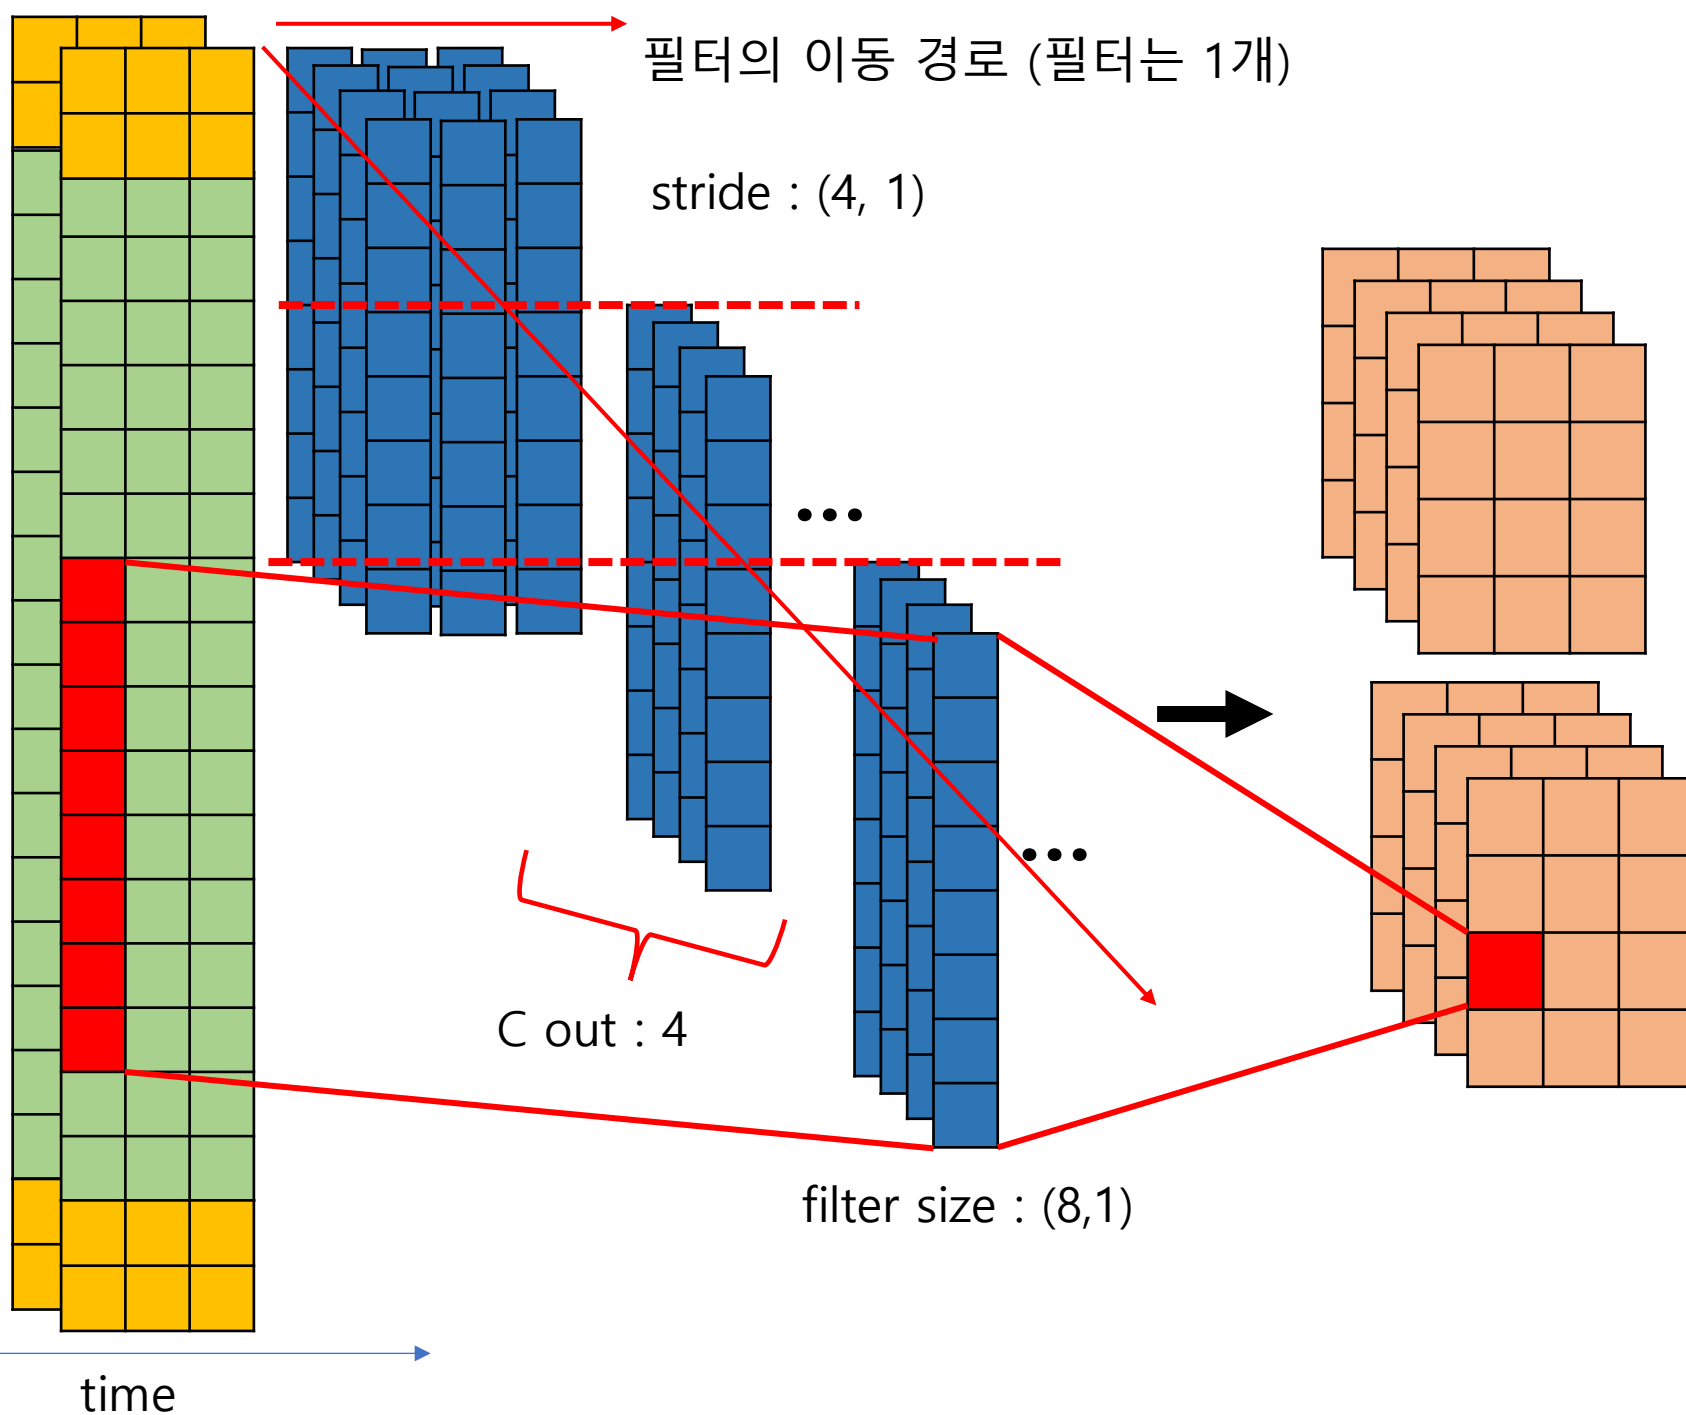 필터의 이동 경로 (필터는 1개)
stride : (4, 1)
...
...
C out : 4
filter size : (8,1)
time